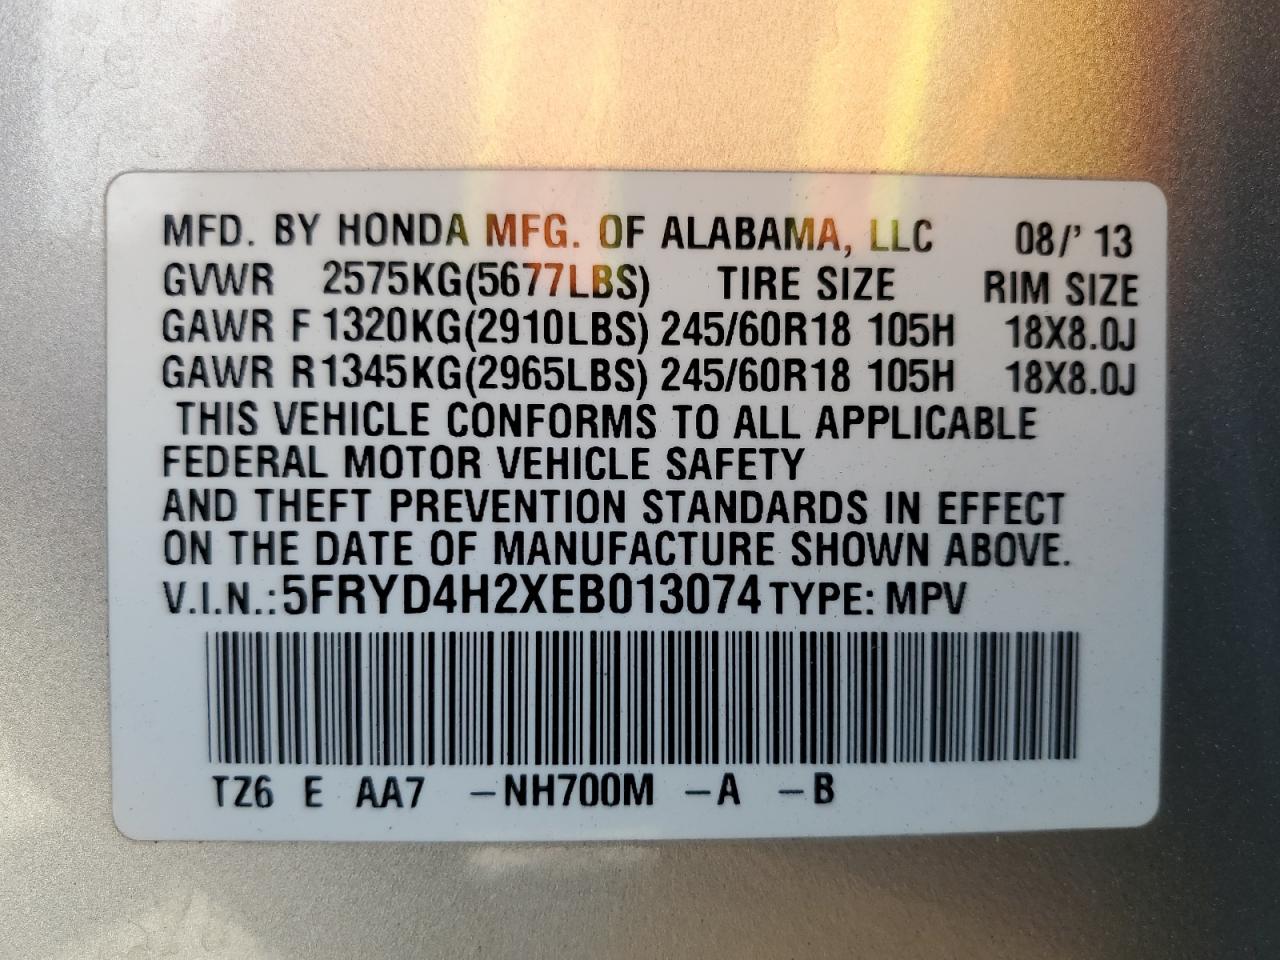 MFD. BY HONDA MFG. OF ALABAMA, LLC 08/' 13
GVWR 2575KG(5677LBS) TIRE SIZE RIM SIZE
GAWR F 1320KG(2910LBS) 245/60R18 105H 18X8.0J
GAWR R 1345KG(2965LBS) 245/60R18 105H 18X8.0J
THIS VEHICLE CONFORMS TO ALL APPLICABLE
FEDERAL MOTOR VEHICLE SAFETY
AND THEFT PREVENTION STANDARDS IN EFFECT
ON THE DATE OF MANUFACTURE SHOWN ABOVE.
V.I.N.:5FRYD4H2XEB013074 TYPE: MPV
TZ6 E AA7 -NH700M -A -B